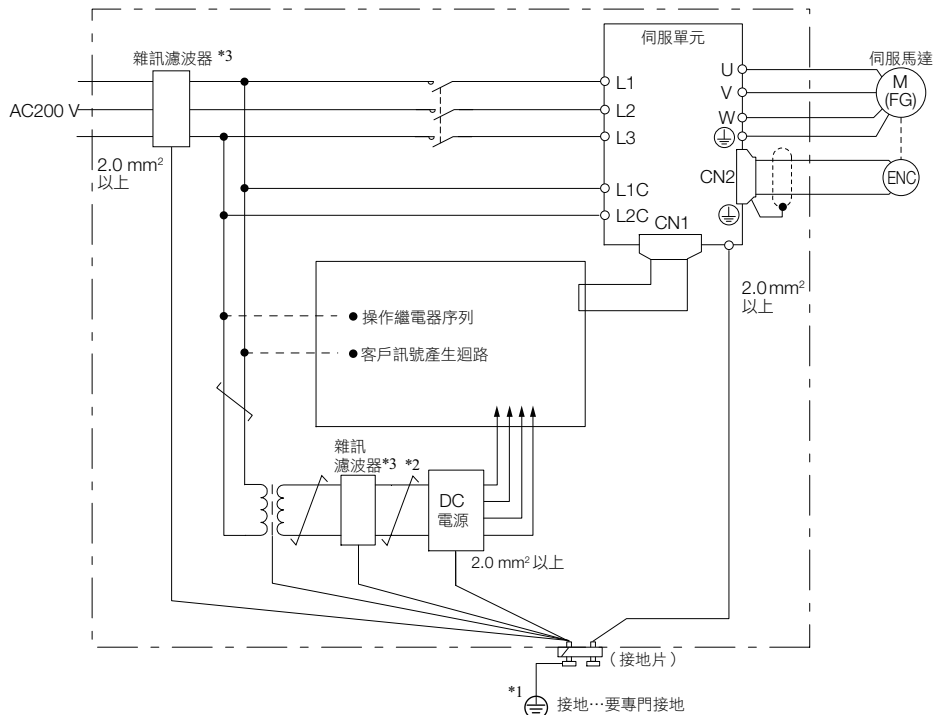 雜訊濾波器 *3
AC200 V
2.0 mm²
以上
伺服單元
L1
L2
L3
L1C
L2C
U
V
W
CN2
CN1
伺服馬達
M
(FG)
ENC
2.0 mm²
以上
操作繼電器序列
客戶訊號產生迴路
雜訊
濾波器*3 *2
DC
電源
2.0 mm² 以上
（接地片）
*1
接地…要專門接地